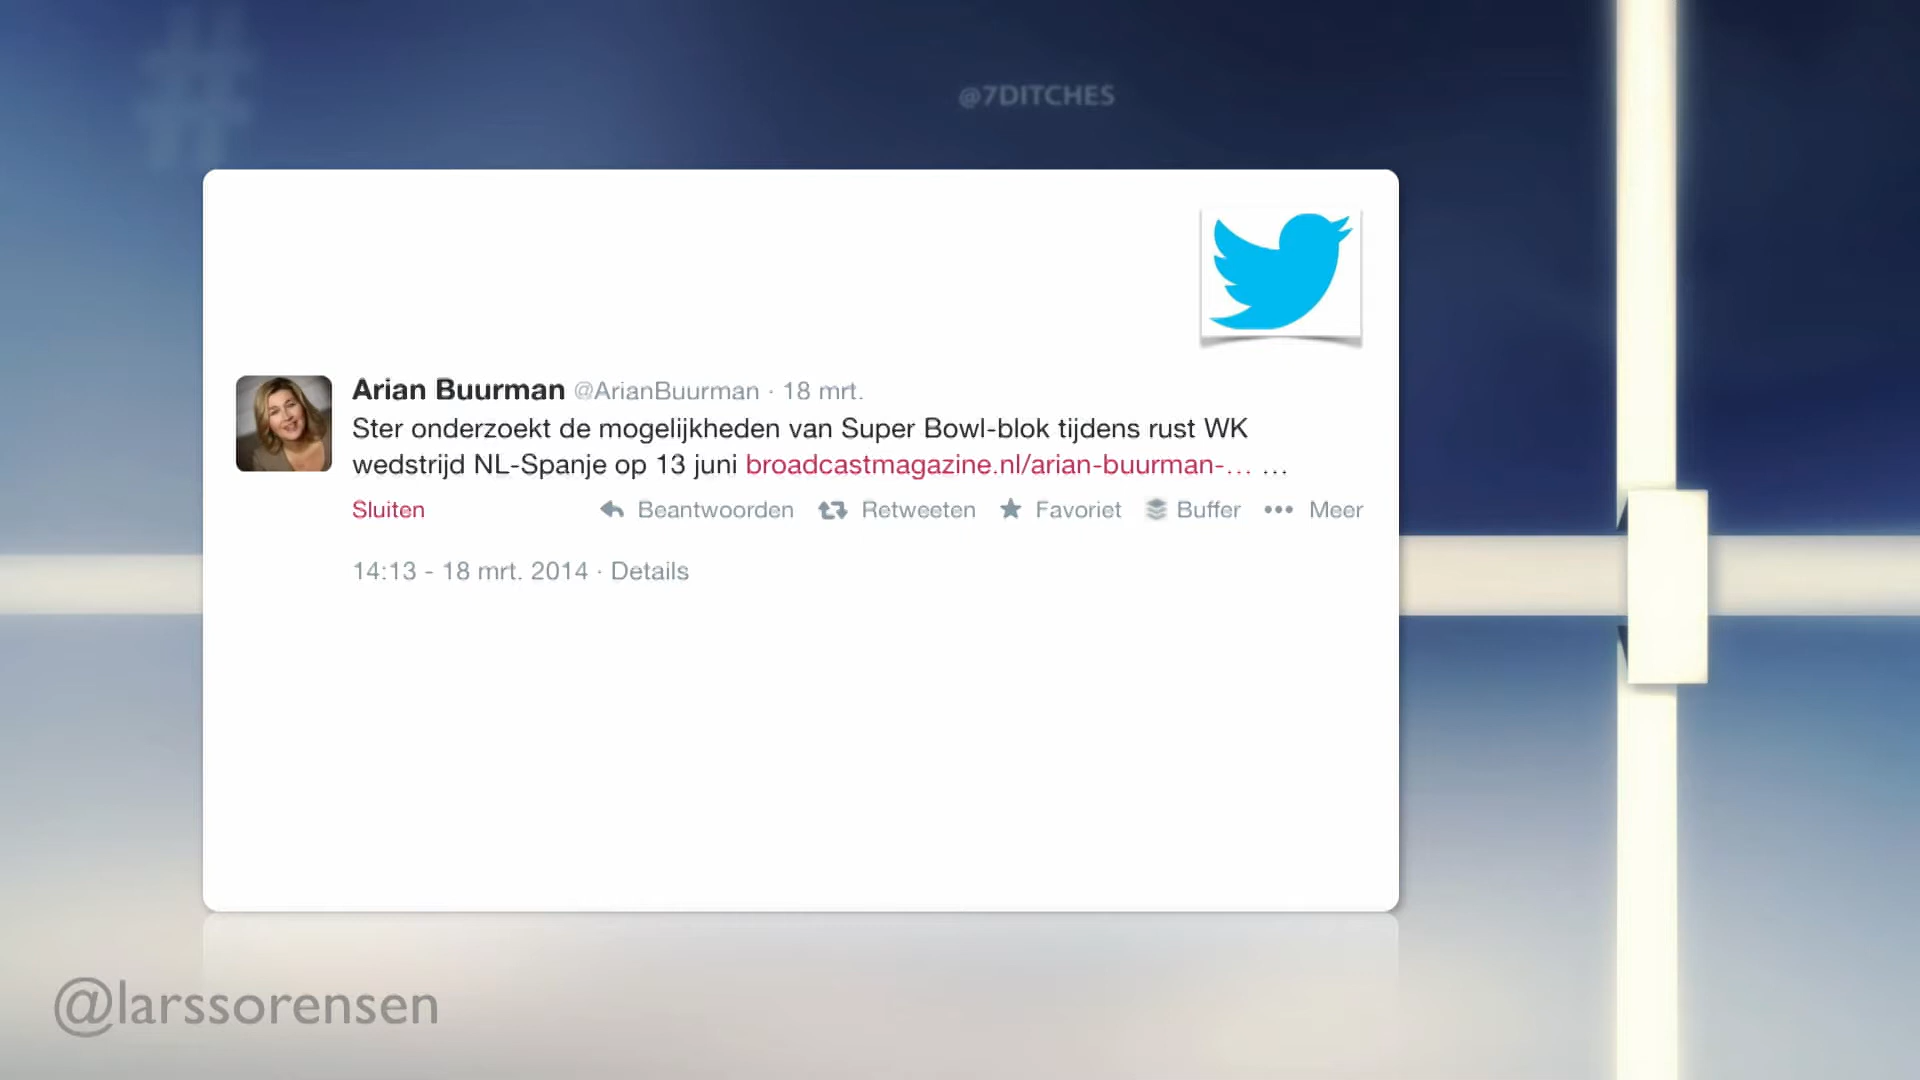 @7DITCHES
Arian Buurman @ArianBuurman · 18 mrt.
Ster onderzoekt de mogelijkheden van Super Bowl-blok tijdens rust WK
wedstrijd NL-Spanje op 13 juni broadcastmagazine.nl/arian-buurman-… …
Sluiten Beantwoorden Retweeten Favoriet Buffer Meer
14:13 - 18 mrt. 2014 · Details
@larssorensen